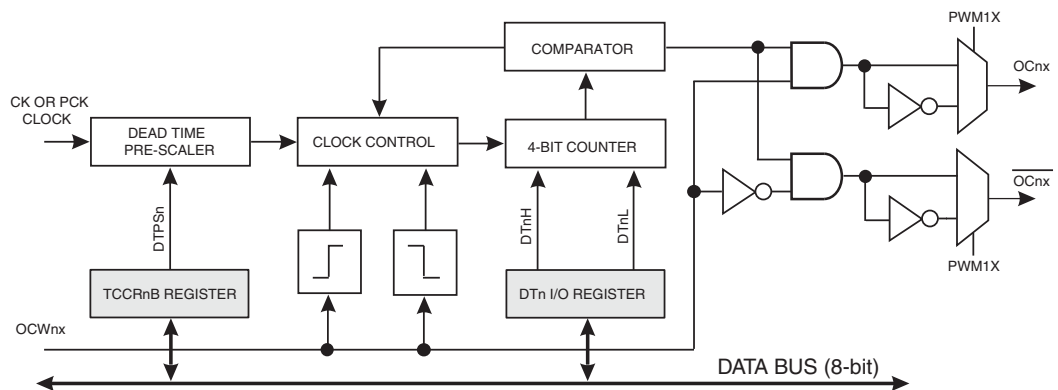 PWM1X
COMPARATOR
OCnx
CK OR PCK
CLOCK
DEAD TIME
PRE-SCALER
CLOCK CONTROL
4-BIT COUNTER
OCnx
DTPSn
DTnH
DTnL
TCCRnB REGISTER
DTn I/O REGISTER
PWM1X
OCWnx
DATA BUS (8-bit)